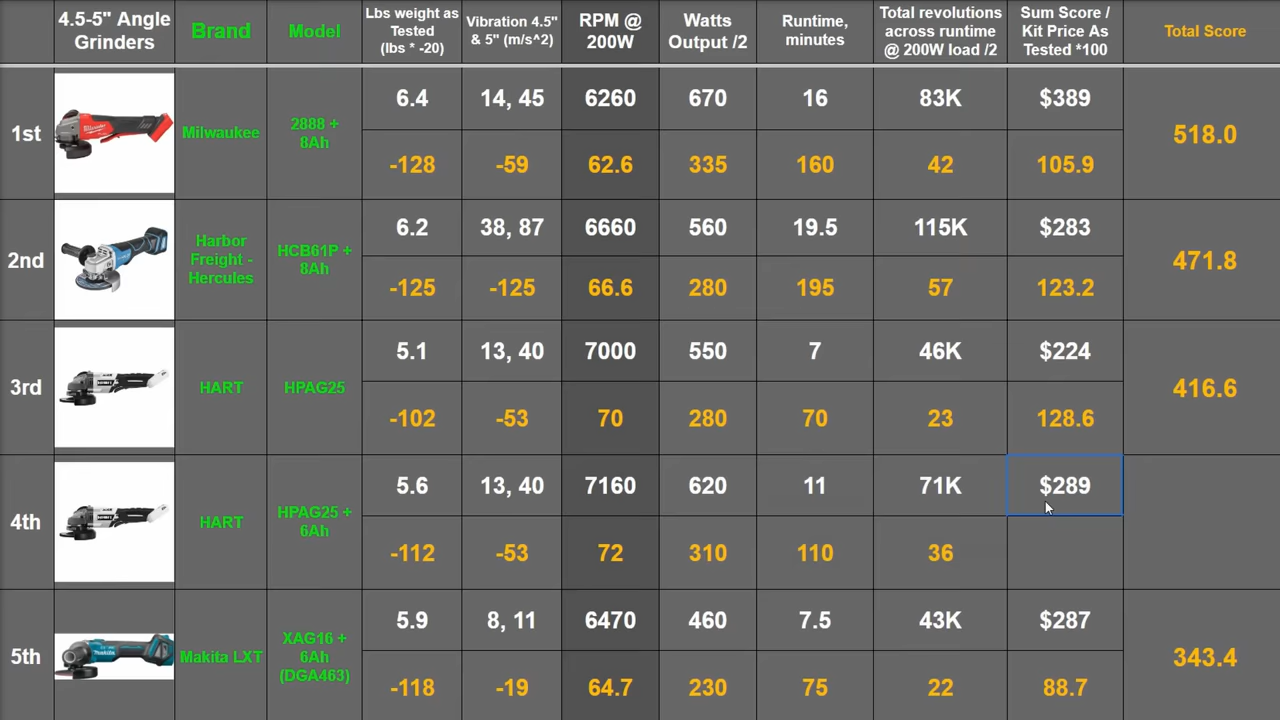 4.5-5" Angle
Grinders
Brand
Model
Lbs weight as
Tested
(lbs * -20)
Vibration 4.5"
& 5" (m/s^2)
RPM @
200W
Watts
Output /2
Runtime,
minutes
Total revolutions
across runtime
@ 200W load /2
Sum Score /
Kit Price As
Tested *100
Total Score
1st
Milwaukee
2888 +
8Ah
6.4
14, 45
6260
670
16
83K
$389
-128
-59
62.6
335
160
42
105.9
518.0
2nd
Harbor
Freight -
Hercules
HCB61P +
8Ah
6.2
38, 87
6660
560
19.5
115K
$283
-125
-125
66.6
280
195
57
123.2
471.8
3rd
HART
HPAG25
5.1
13, 40
7000
550
7
46K
$224
-102
-53
70
280
70
23
128.6
416.6
4th
HART
HPAG25 +
6Ah
5.6
13, 40
7160
620
11
71K
$289
-112
-53
72
310
110
36
5th
Makita LXT
XAG16 +
6Ah
(DGA463)
5.9
8, 11
6470
460
7.5
43K
$287
-118
-19
64.7
230
75
22
88.7
343.4